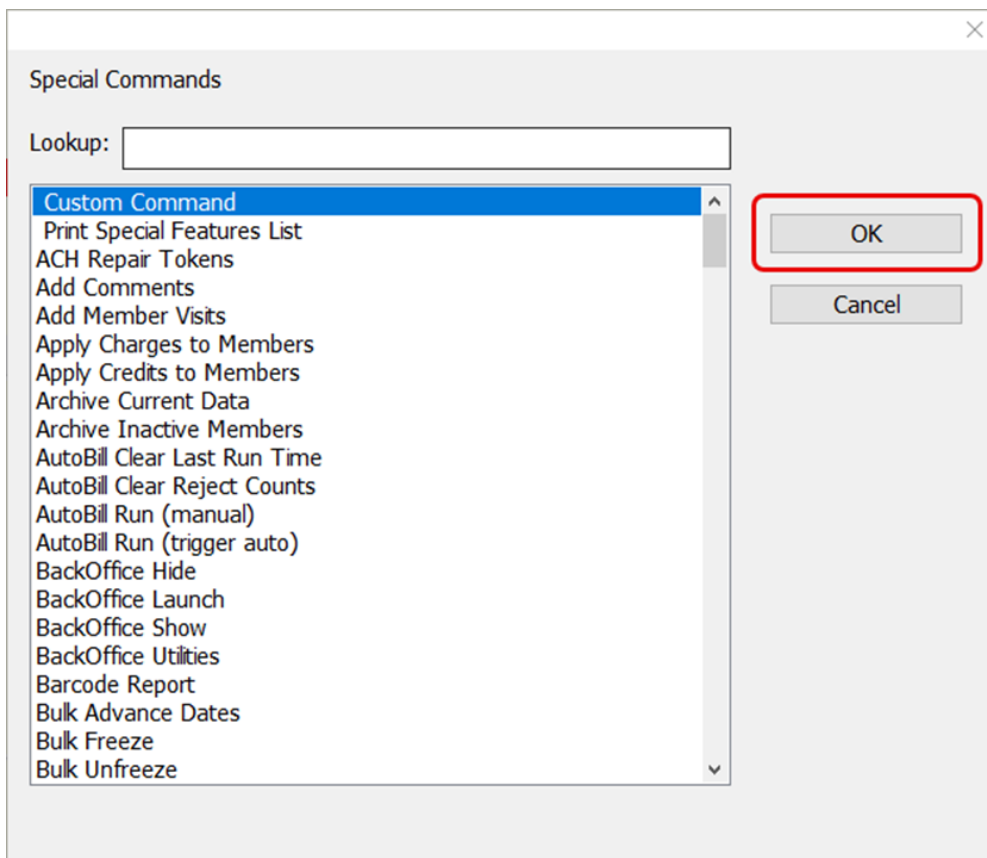 Special Commands
Lookup:
Custom Command
Print Special Features List
ACH Repair Tokens
Add Comments
Add Member Visits
Apply Charges to Members
Apply Credits to Members
Archive Current Data
Archive Inactive Members
AutoBill Clear Last Run Time
AutoBill Clear Reject Counts
AutoBill Run (manual)
AutoBill Run (trigger auto)
BackOffice Hide
BackOffice Launch
BackOffice Show
BackOffice Utilities
Barcode Report
Bulk Advance Dates
Bulk Freeze
Bulk Unfreeze
OK
Cancel